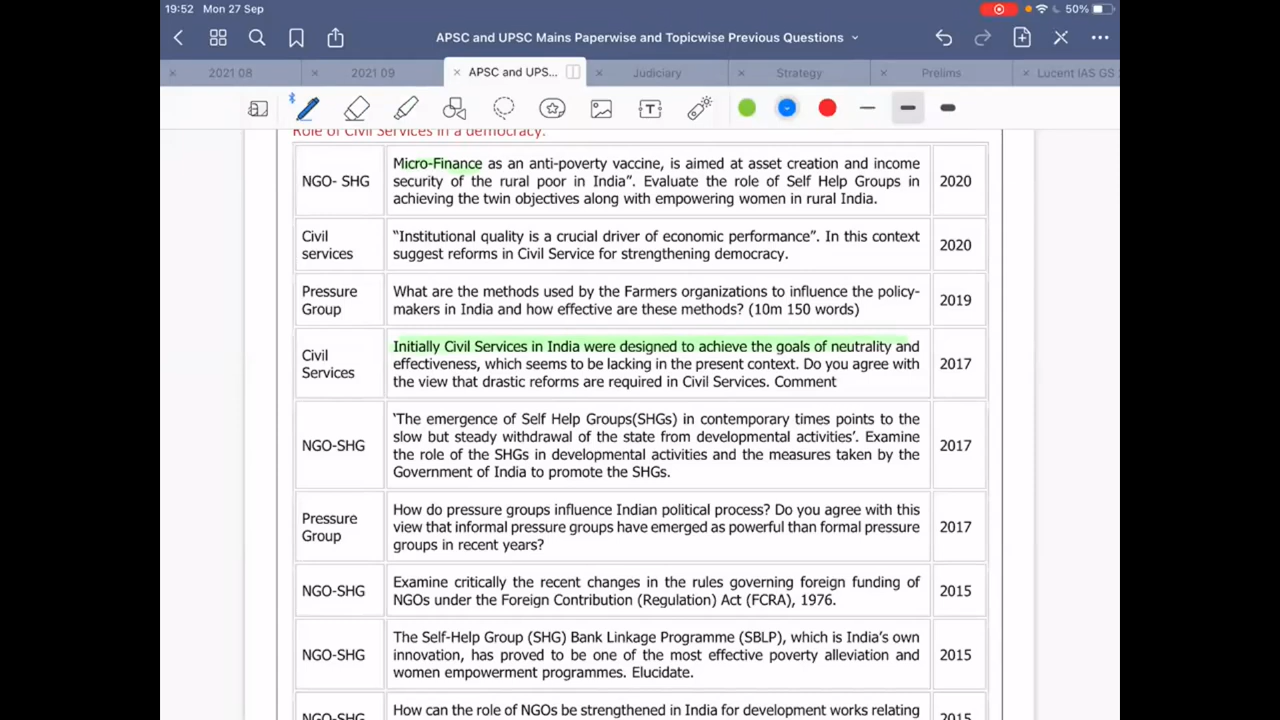 19:52 Mon 27 Sep
50%
APSC and UPSC Mains Paperwise and Topicwise Previous Questions
2021 08
2021 09
APSC and UPS...
Judiciary
Strategy
Prelims
Lucent IAS GS
Role of Civil Services in a democracy.
NGO- SHG
Micro-Finance as an anti-poverty vaccine, is aimed at asset creation and income
security of the rural poor in India”. Evaluate the role of Self Help Groups in
achieving the twin objectives along with empowering women in rural India.
2020
Civil
services
“Institutional quality is a crucial driver of economic performance”. In this context
suggest reforms in Civil Service for strengthening democracy.
2020
Pressure
Group
What are the methods used by the Farmers organizations to influence the policy-
makers in India and how effective are these methods? (10m 150 words)
2019
Civil
Services
Initially Civil Services in India were designed to achieve the goals of neutrality and
effectiveness, which seems to be lacking in the present context. Do you agree with
the view that drastic reforms are required in Civil Services. Comment
2017
NGO-SHG
‘The emergence of Self Help Groups(SHGs) in contemporary times points to the
slow but steady withdrawal of the state from developmental activities’. Examine
the role of the SHGs in developmental activities and the measures taken by the
Government of India to promote the SHGs.
2017
Pressure
Group
How do pressure groups influence Indian political process? Do you agree with this
view that informal pressure groups have emerged as powerful than formal pressure
groups in recent years?
2017
NGO-SHG
Examine critically the recent changes in the rules governing foreign funding of
NGOs under the Foreign Contribution (Regulation) Act (FCRA), 1976.
2015
NGO-SHG
The Self-Help Group (SHG) Bank Linkage Programme (SBLP), which is India’s own
innovation, has proved to be one of the most effective poverty alleviation and
women empowerment programmes. Elucidate.
2015
NGO-SHG
How can the role of NGOs be strengthened in India for development works relating
2015